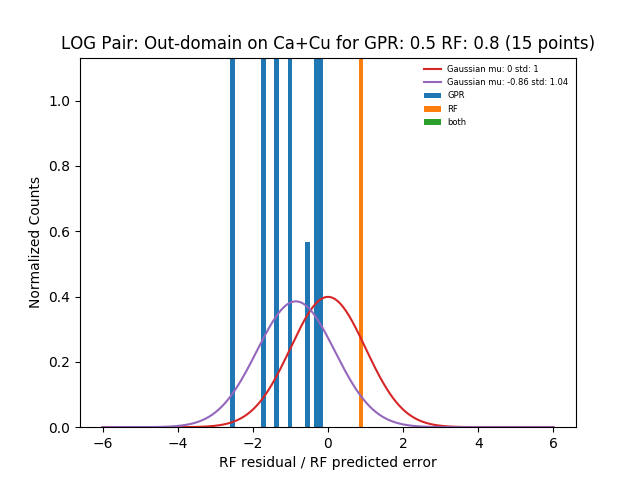 LOG Pair: Out-domain on Ca+Cu for GPR: 0.5 RF: 0.8 (15 points)
Gaussian mu: 0 std: 1
Gaussian mu: -0.86 std: 1.04
GPR
RF
both
Normalized Counts
1.0
0.8
0.6
0.4
0.2
0.0
−6 −4 −2 0 2 4 6
RF residual / RF predicted error